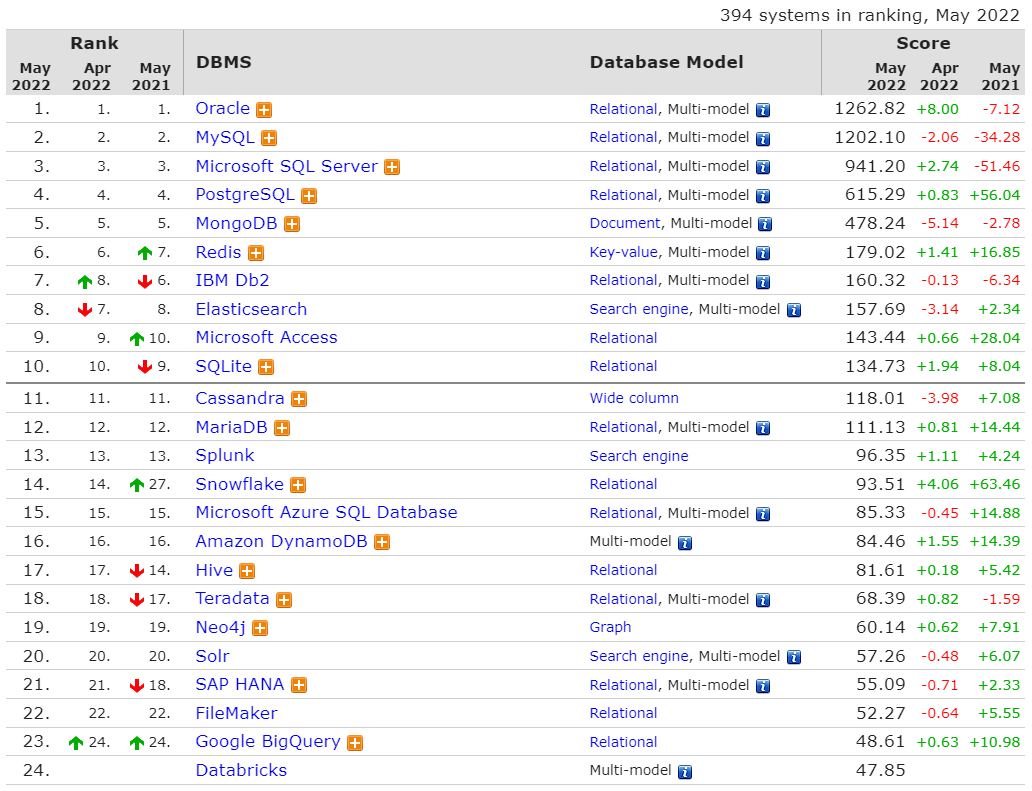 394 systems in ranking, May 2022
Rank DBMS Database Model Score
May 2022 Apr 2022 May 2021 May 2022 Apr 2022 May 2021
1. 1. 1. Oracle Relational, Multi-model 1262.82 +8.00 -7.12
2. 2. 2. MySQL Relational, Multi-model 1202.10 -2.06 -34.28
3. 3. 3. Microsoft SQL Server Relational, Multi-model 941.20 +2.74 -51.46
4. 4. 4. PostgreSQL Relational, Multi-model 615.29 +0.83 +56.04
5. 5. 5. MongoDB Document, Multi-model 478.24 -5.14 -2.78
6. 6. 7. Redis Key-value, Multi-model 179.02 +1.41 +16.85
7. 8. 6. IBM Db2 Relational, Multi-model 160.32 -0.13 -6.34
8. 7. 8. Elasticsearch Search engine, Multi-model 157.69 -3.14 +2.34
9. 9. 10. Microsoft Access Relational 143.44 +0.66 +28.04
10. 10. 9. SQLite Relational 134.73 +1.94 +8.04
11. 11. 11. Cassandra Wide column 118.01 -3.98 +7.08
12. 12. 12. MariaDB Relational, Multi-model 111.13 +0.81 +14.44
13. 13. 13. Splunk Search engine 96.35 +1.11 +4.24
14. 14. 27. Snowflake Relational 93.51 +4.06 +63.46
15. 15. 15. Microsoft Azure SQL Database Relational, Multi-model 85.33 -0.45 +14.88
16. 16. 16. Amazon DynamoDB Multi-model 84.46 +1.55 +14.39
17. 17. 14. Hive Relational 81.61 +0.18 +5.42
18. 18. 17. Teradata Relational, Multi-model 68.39 +0.82 -1.59
19. 19. 19. Neo4j Graph 60.14 +0.62 +7.91
20. 20. 20. Solr Search engine, Multi-model 57.26 -0.48 +6.07
21. 21. 18. SAP HANA Relational, Multi-model 55.09 -0.71 +2.33
22. 22. 22. FileMaker Relational 52.27 -0.64 +5.55
23. 24. 24. Google BigQuery Relational 48.61 +0.63 +10.98
24. Databricks Multi-model 47.85